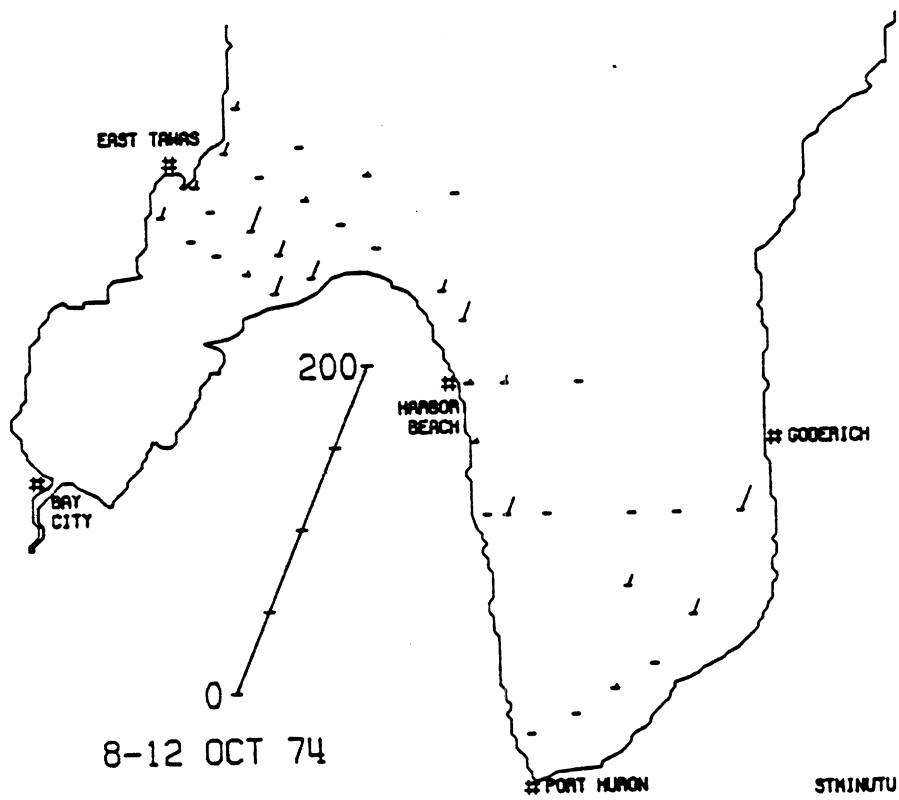 EAST TAWAS
200
HARBOR
BEACH
GODERICH
BAY
CITY
0
8-12 OCT 74
PORT HURON
STMINUTU